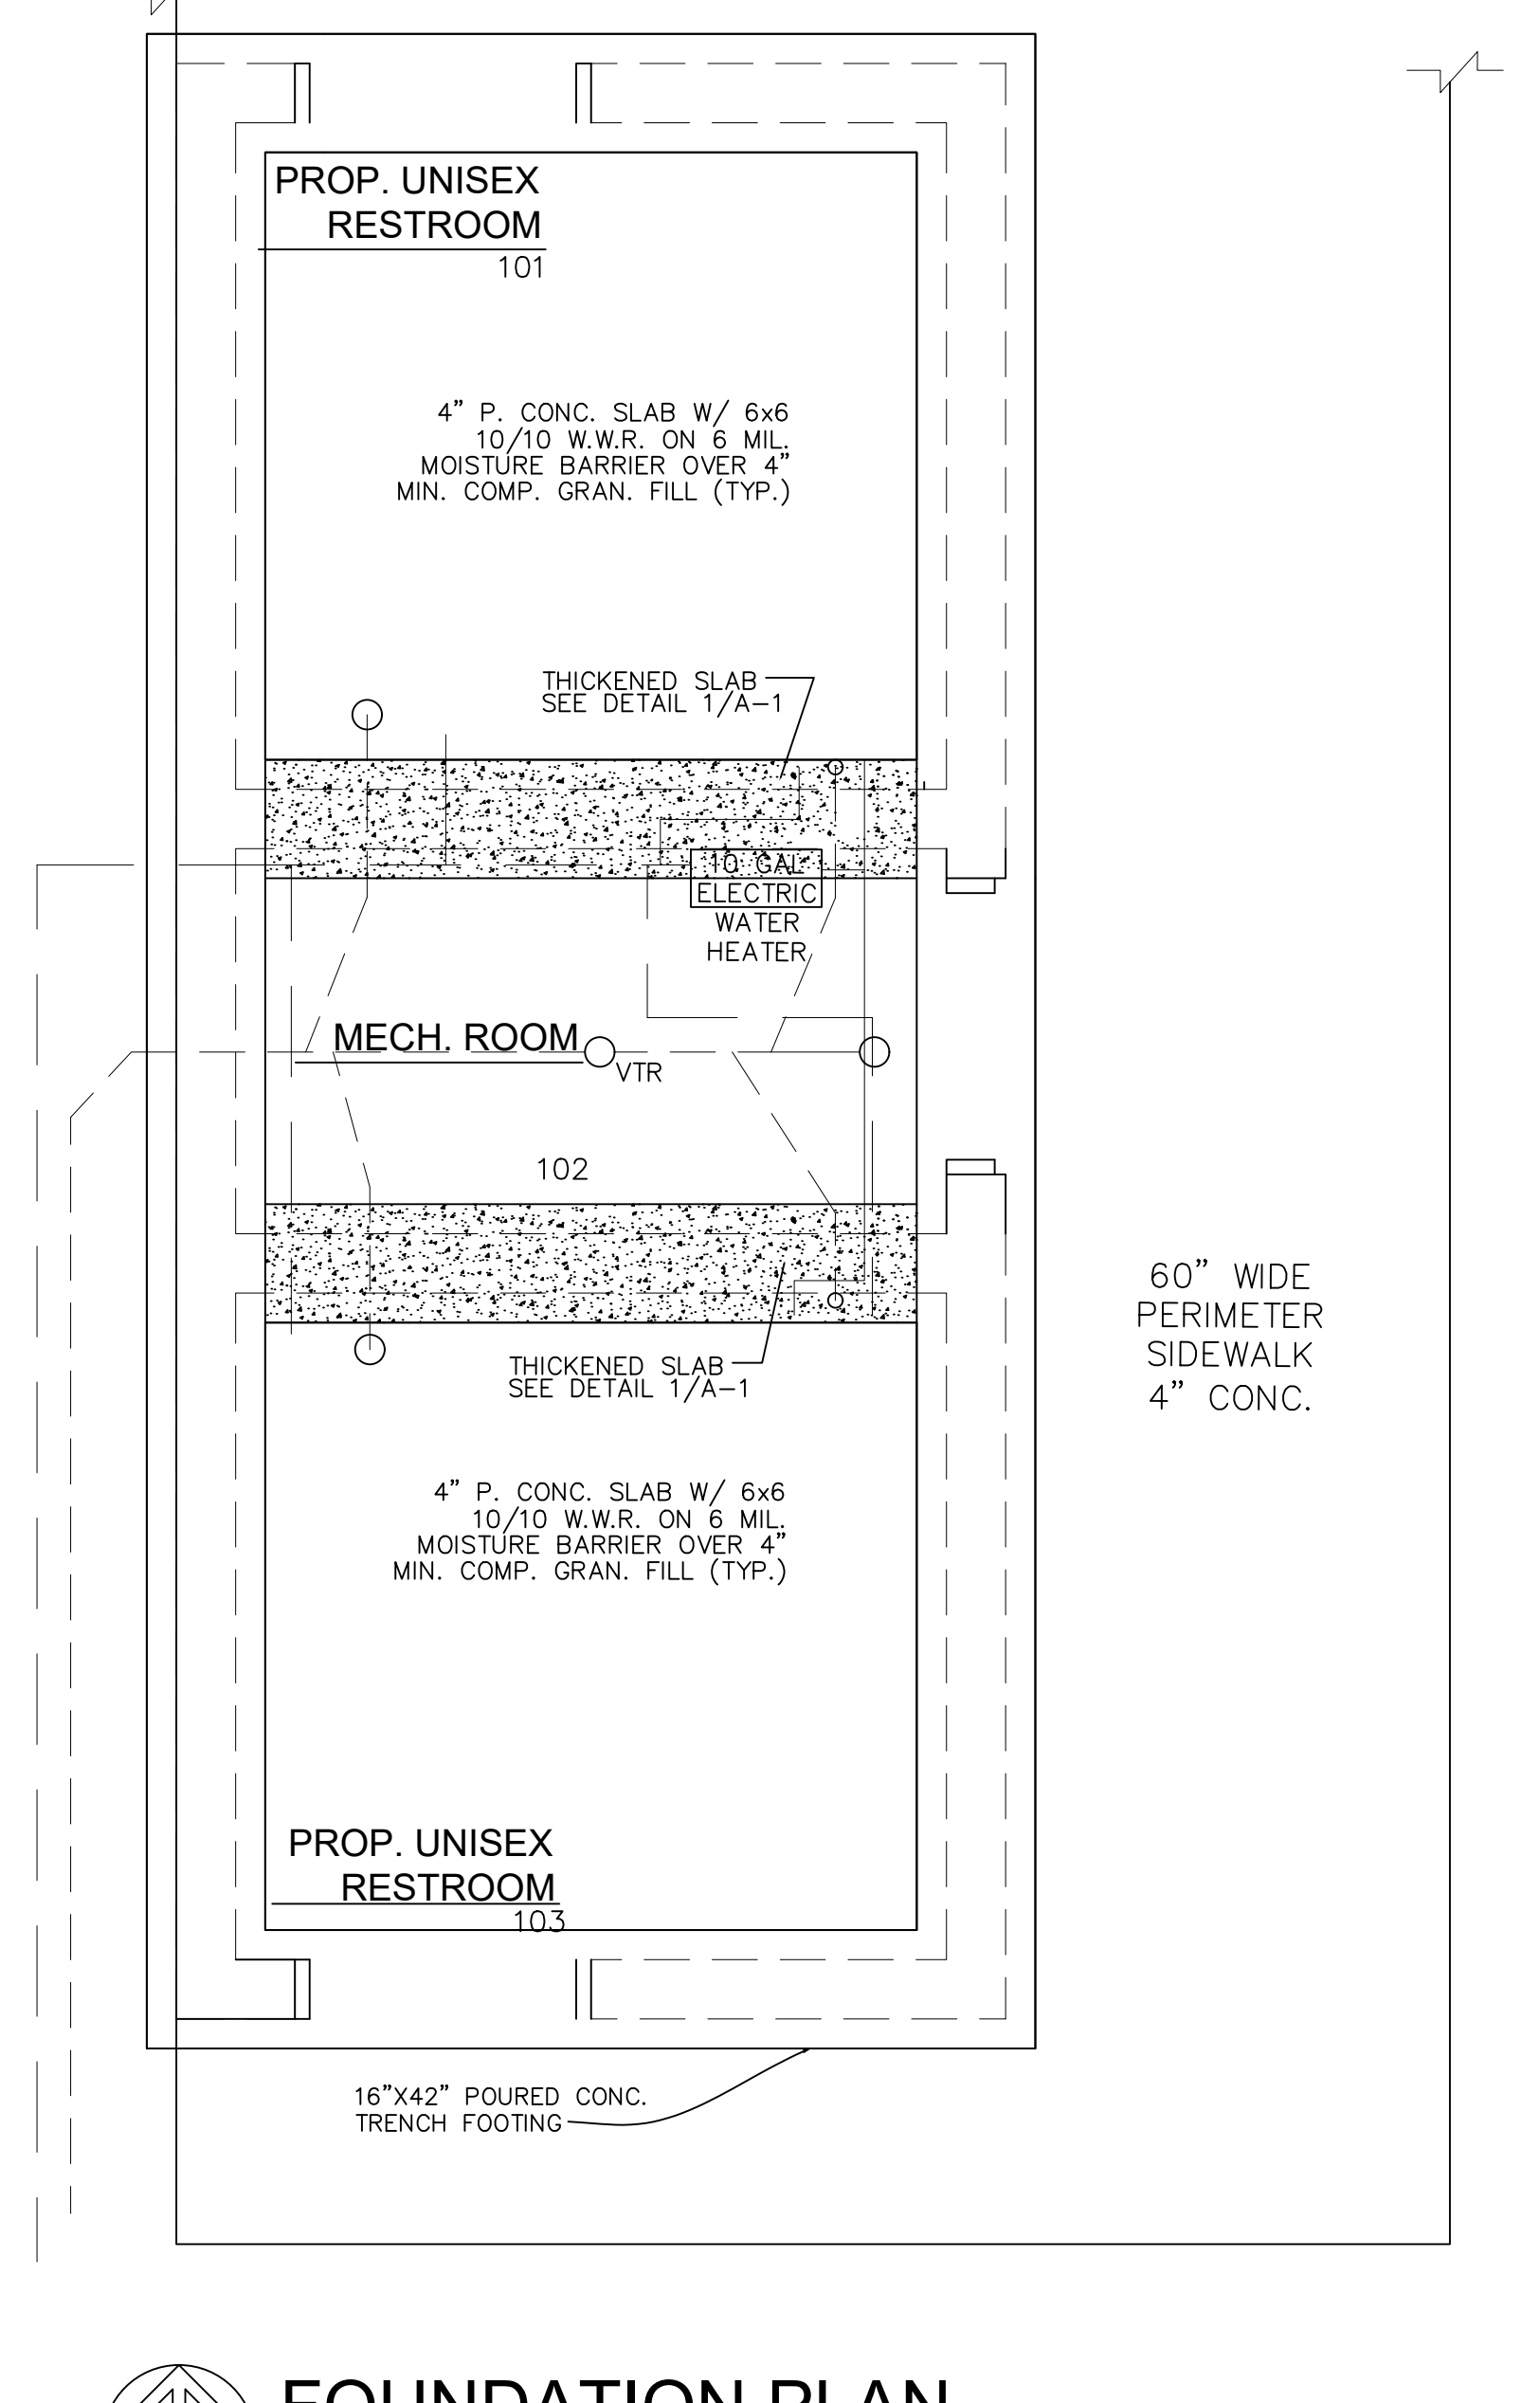 PROP. UNISEX
RESTROOM
101
4" P. CONC. SLAB W/ 6x6
10/10 W.W.R. ON 6 MIL.
MOISTURE BARRIER OVER 4"
MIN. COMP. GRAN. FILL (TYP.)
THICKENED SLAB
SEE DETAIL 1/A-1
10 GAL
ELECTRIC
WATER
HEATER
MECH. ROOM
VTR
102
60" WIDE
PERIMETER
SIDEWALK
4" CONC.
THICKENED SLAB
SEE DETAIL 1/A-1
4" P. CONC. SLAB W/ 6x6
10/10 W.W.R. ON 6 MIL.
MOISTURE BARRIER OVER 4"
MIN. COMP. GRAN. FILL (TYP.)
PROP. UNISEX
RESTROOM
103
16"X42" POURED CONC.
TRENCH FOOTING
FOUNDATION PLAN